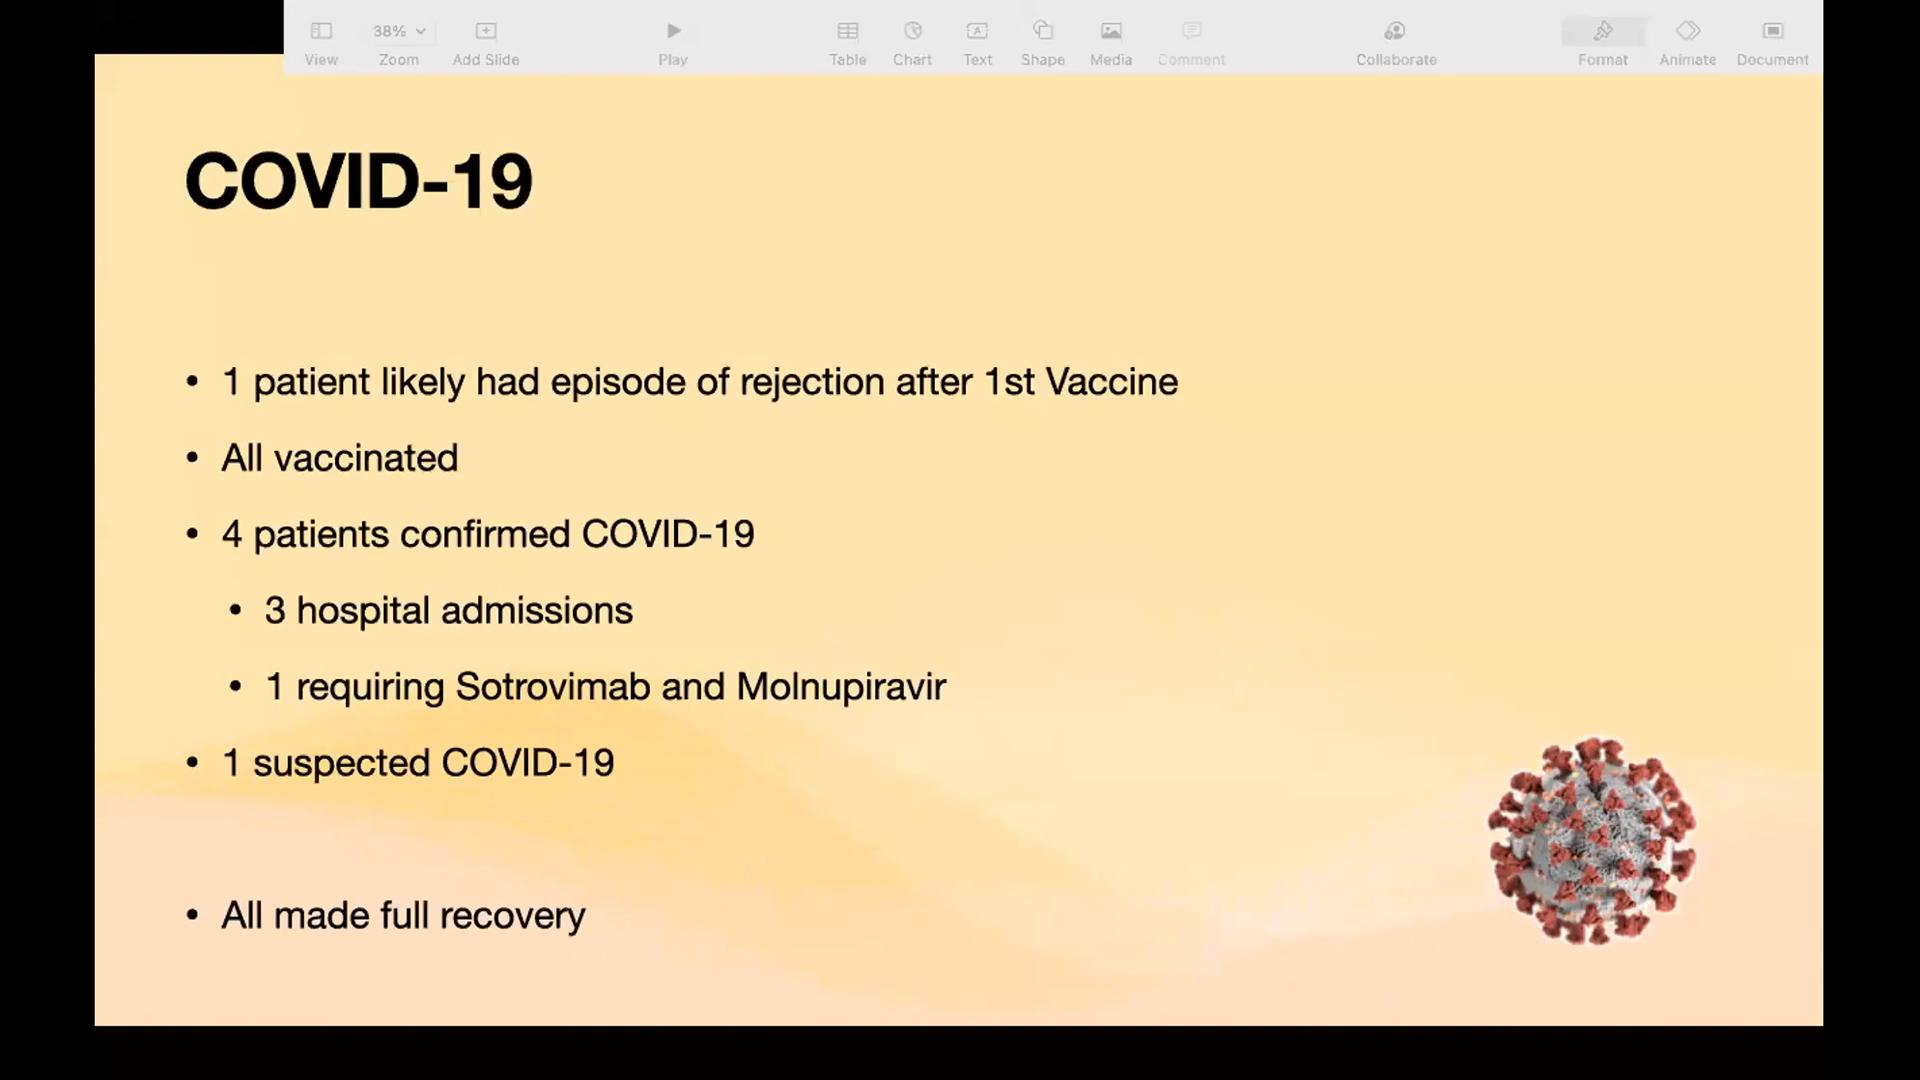 38%
View
Zoom
Add Slide
Play
Table
Chart
Text
Shape
Media
Comment
Collaborate
Format
Animate
Document
COVID-19
• 1 patient likely had episode of rejection after 1st Vaccine
• All vaccinated
• 4 patients confirmed COVID-19
• 3 hospital admissions
• 1 requiring Sotrovimab and Molnupiravir
• 1 suspected COVID-19
• All made full recovery